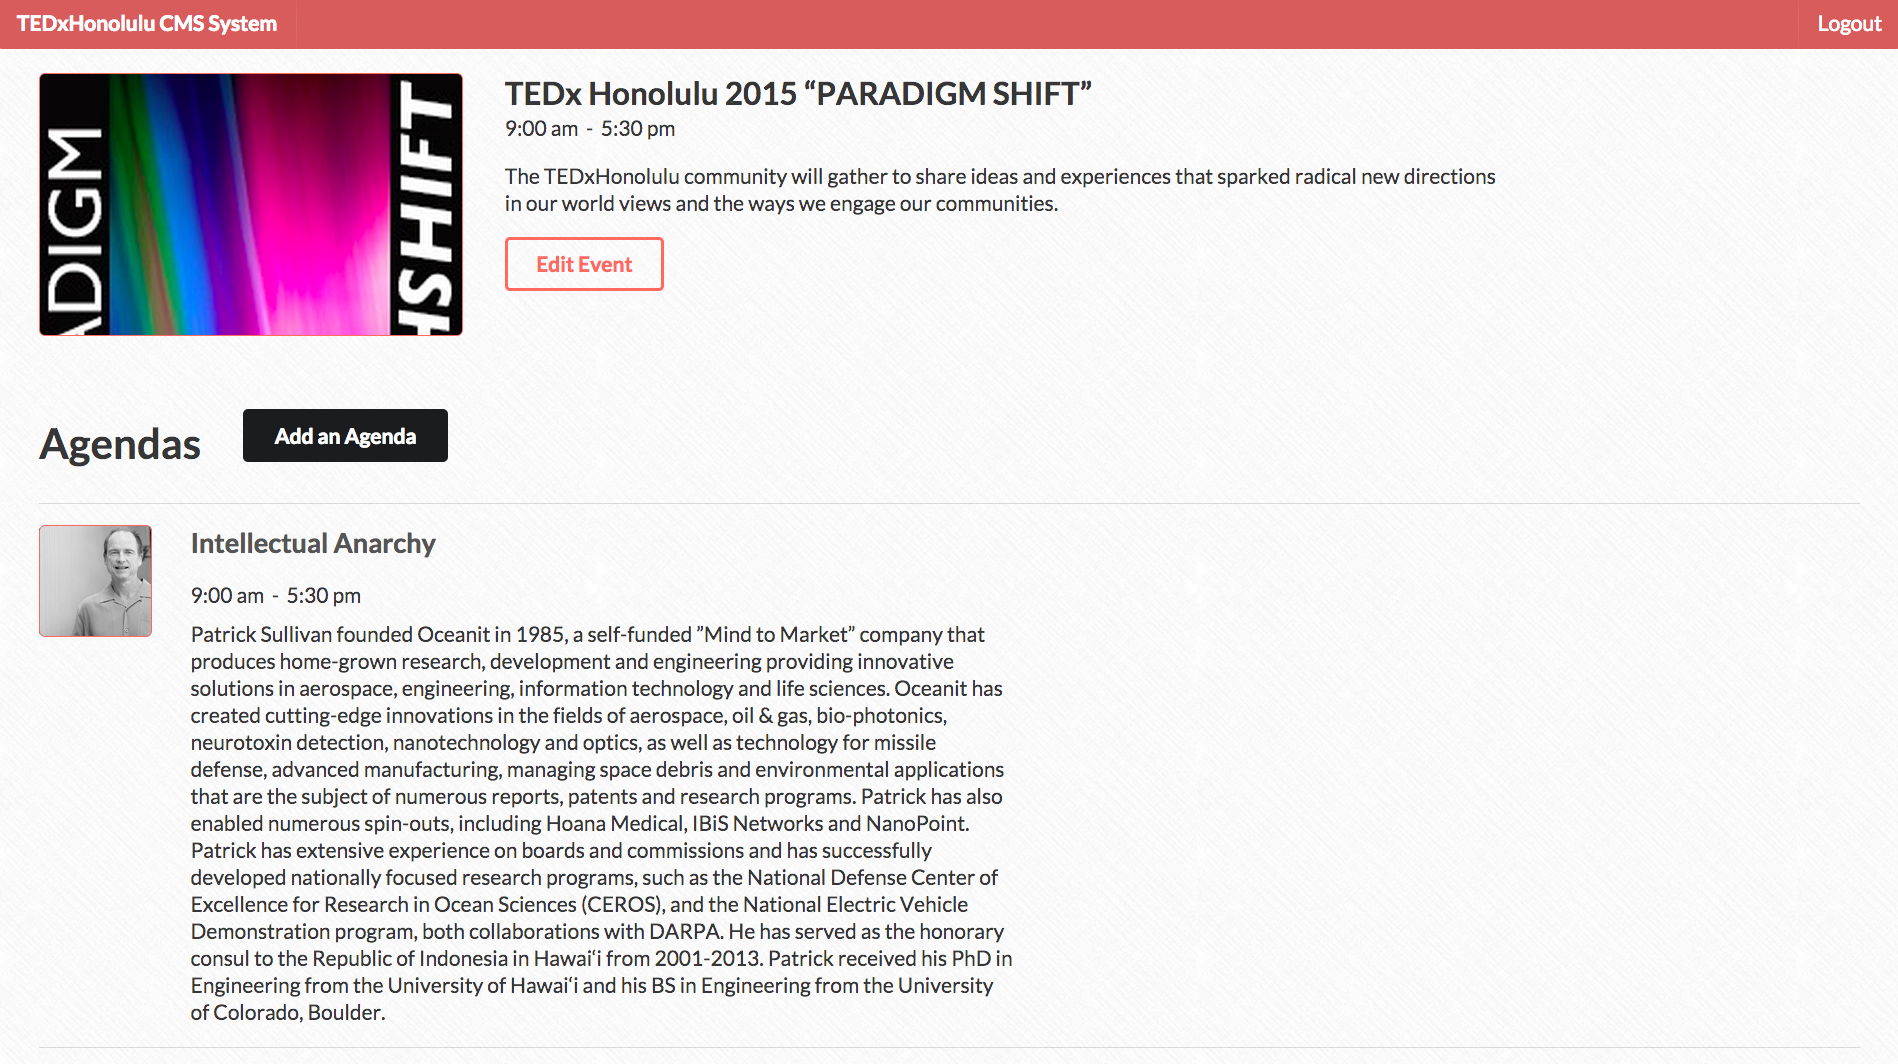 TEDxHonolulu CMS System
Logout
ADIGM
HSHIFT
TEDx Honolulu 2015 “PARADIGM SHIFT”
9:00 am - 5:30 pm
The TEDxHonolulu community will gather to share ideas and experiences that sparked radical new directions
in our world views and the ways we engage our communities.
Edit Event
Agendas
Add an Agenda
Intellectual Anarchy
9:00 am - 5:30 pm
Patrick Sullivan founded Oceanit in 1985, a self-funded ”Mind to Market” company that
produces home-grown research, development and engineering providing innovative
solutions in aerospace, engineering, information technology and life sciences. Oceanit has
created cutting-edge innovations in the fields of aerospace, oil & gas, bio-photonics,
neurotoxin detection, nanotechnology and optics, as well as technology for missile
defense, advanced manufacturing, managing space debris and environmental applications
that are the subject of numerous reports, patents and research programs. Patrick has also
enabled numerous spin-outs, including Hoana Medical, IBiS Networks and NanoPoint.
Patrick has extensive experience on boards and commissions and has successfully
developed nationally focused research programs, such as the National Defense Center of
Excellence for Research in Ocean Sciences (CEROS), and the National Electric Vehicle
Demonstration program, both collaborations with DARPA. He has served as the honorary
consul to the Republic of Indonesia in Hawai‘i from 2001-2013. Patrick received his PhD in
Engineering from the University of Hawai‘i and his BS in Engineering from the University
of Colorado, Boulder.